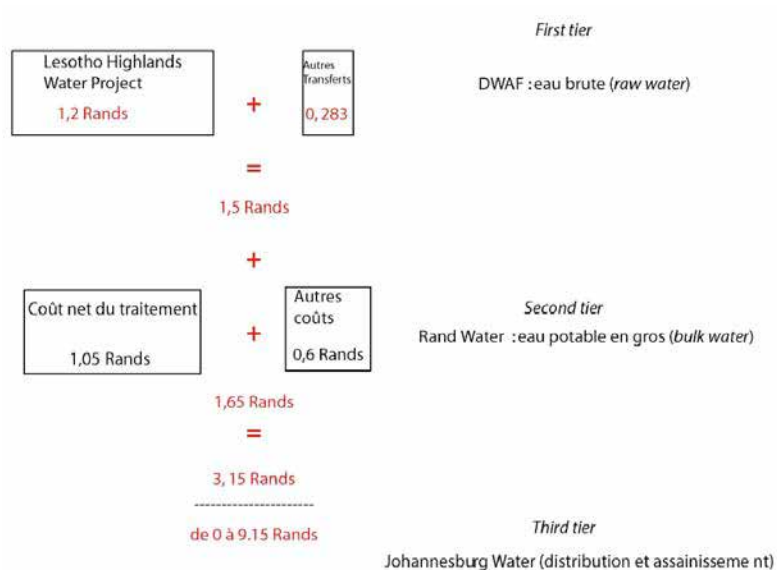 First tier
Lesotho Highlands
Water Project
1,2 Rands
+
Autres
Transferts
0, 283
DWAF :eau brute (raw water)
=
1,5 Rands
+
Coût net du traitement
1,05 Rands
+
Autres
coûts
0,6 Rands
Second tier
Rand Water :eau potable en gros (bulk water)
1,65 Rands
=
3, 15 Rands
----------------------
de 0 à 9.15 Rands
Third tier
Johannesburg Water (distribution et assainisseme nt)